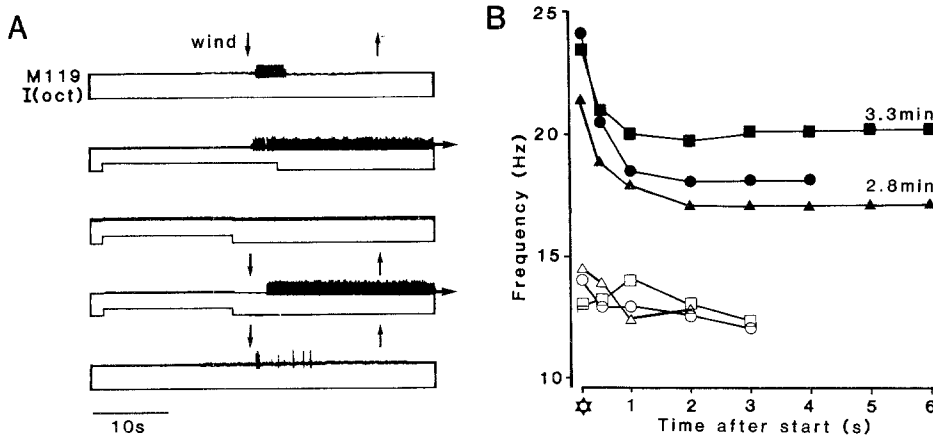 A
wind
M119
I(oct)
10s
B
Frequency (Hz)
25
20
15
10
3.3min
2.8min
1 2 3 4 5 6
Time after start (s)